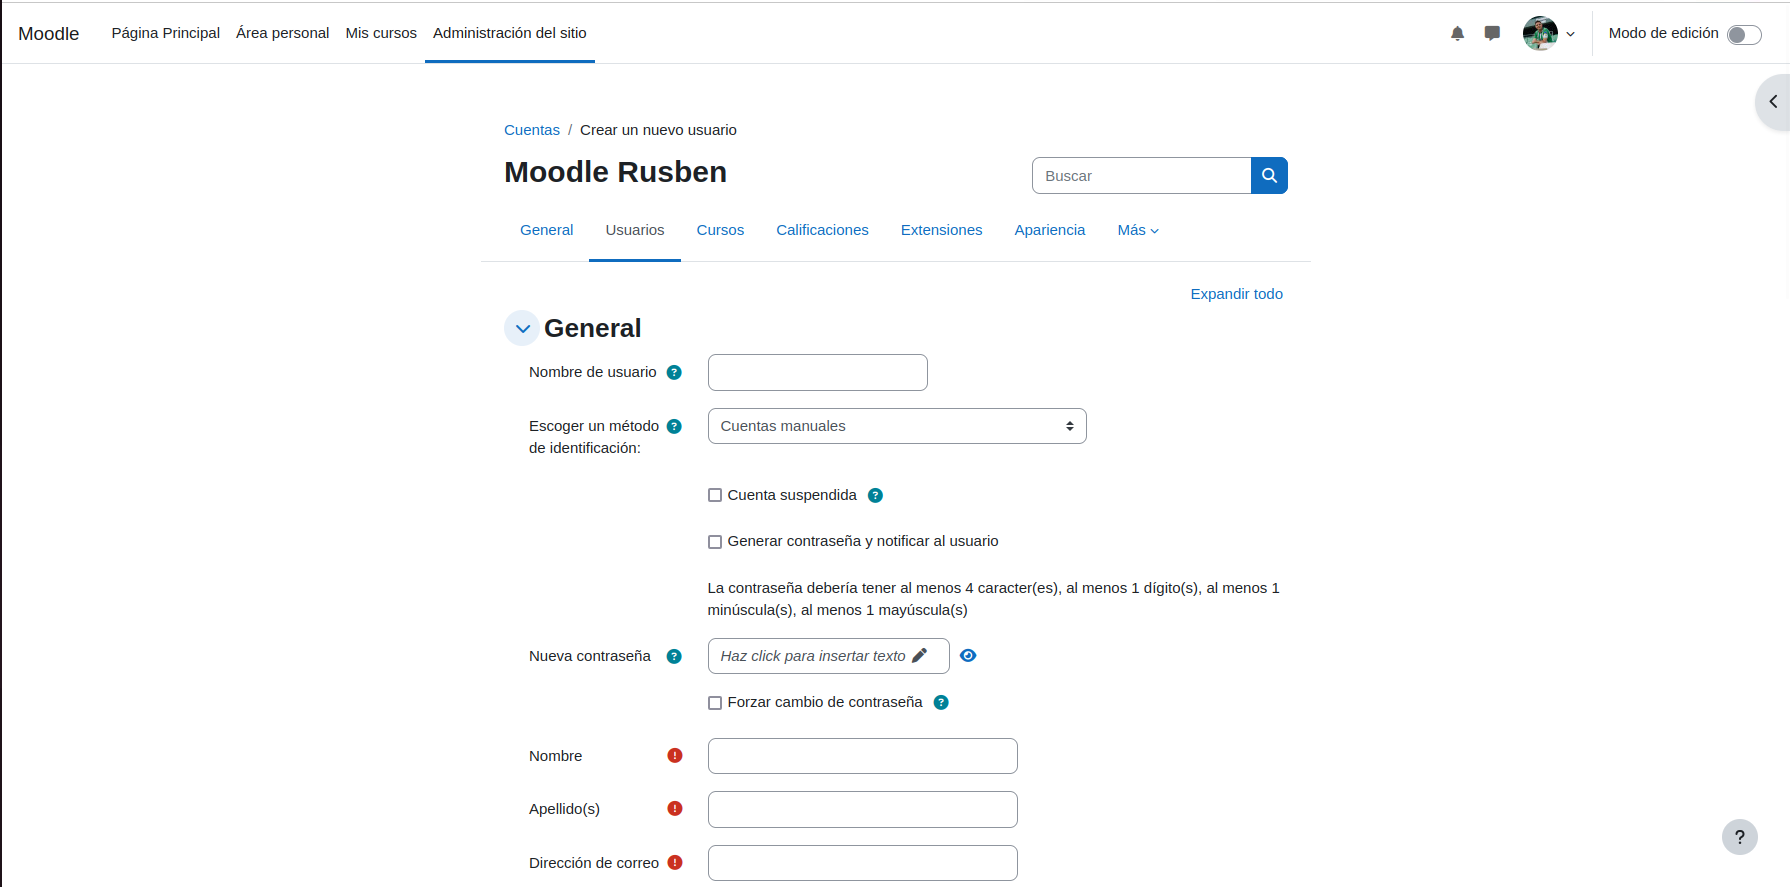 Moodle Página Principal Área personal Mis cursos Administración del sitio Modo de edición
Cuentas / Crear un nuevo usuario
Moodle Rusben
Buscar
General Usuarios Cursos Calificaciones Extensiones Apariencia Más
Expandir todo
General
Nombre de usuario ?
Escoger un método ? Cuentas manuales
de identificación:
Cuenta suspendida ?
Generar contraseña y notificar al usuario
La contraseña debería tener al menos 4 caracter(es), al menos 1 dígito(s), al menos 1
minúscula(s), al menos 1 mayúscula(s)
Nueva contraseña ? Haz click para insertar texto
Forzar cambio de contraseña ?
Nombre !
Apellido(s) !
?
Dirección de correo !